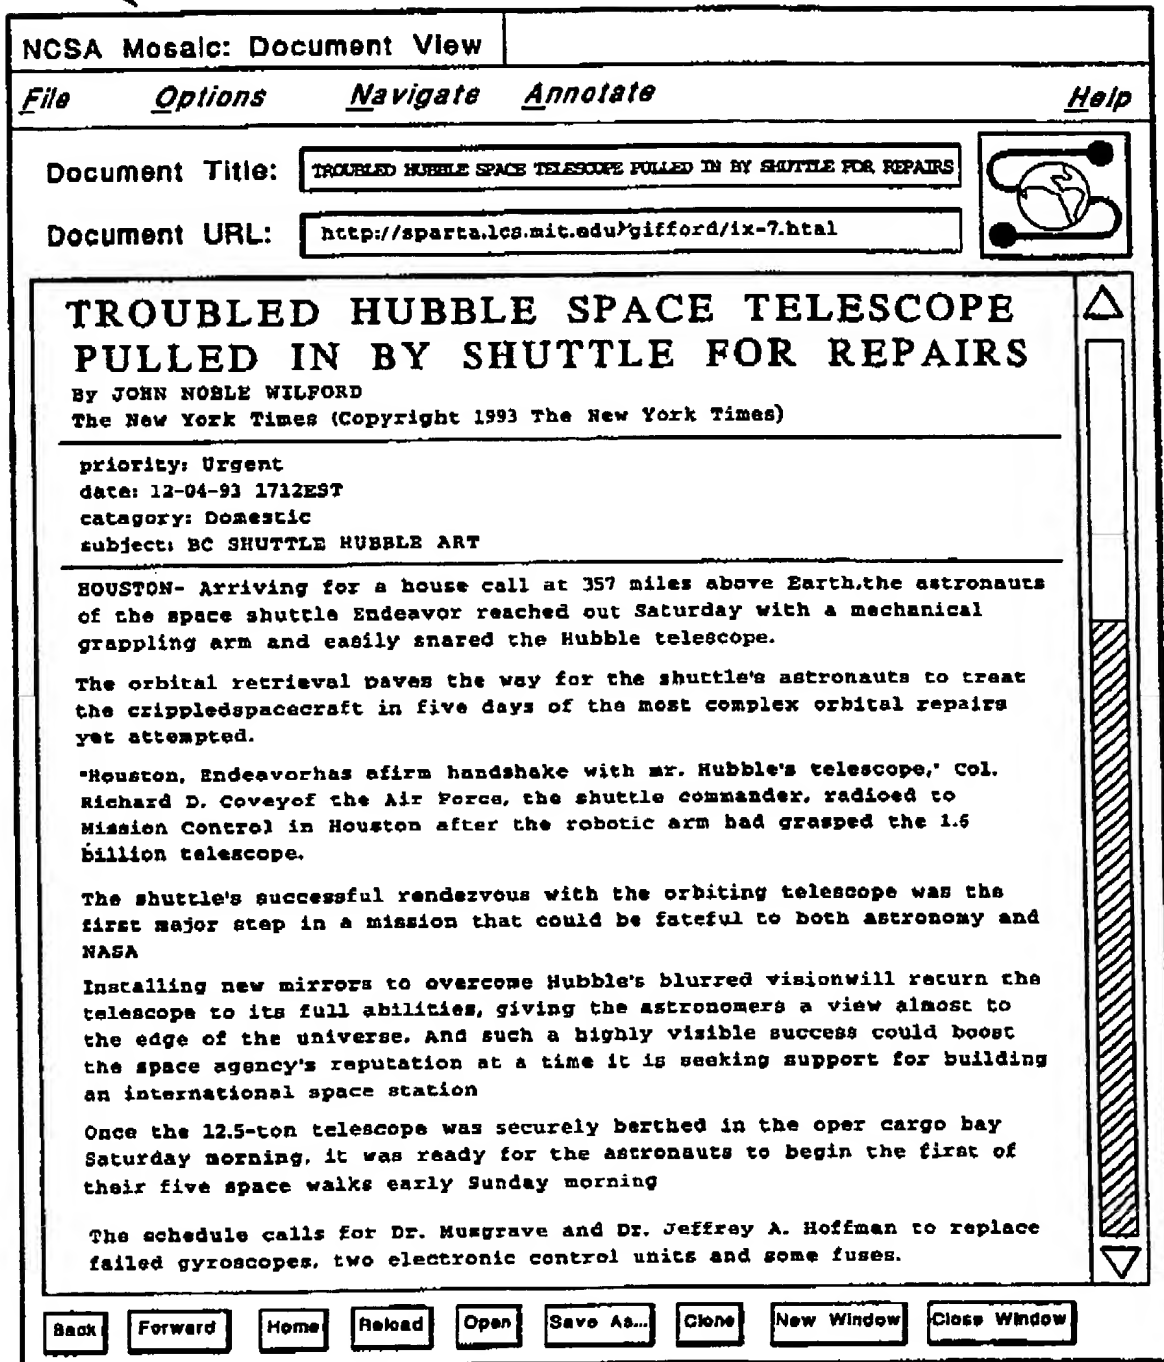 NCSA Mosaic: Document View
File Options Navigate Annotate Help
Document Title: TROUBLED HUBBLE SPACE TELESCOPE PULLED IN BY SHUTTLE FOR REPAIRS
Document URL: http://sparta.lcs.mit.edu/gifford/ix-7.html
TROUBLED HUBBLE SPACE TELESCOPE
PULLED IN BY SHUTTLE FOR REPAIRS
By JOHN NOBLE WILFORD
The New York Times (Copyright 1993 The New York Times)
priority: Urgent
date: 12-04-93 1712EST
catagory: Domestic
subject: BC SHUTTLE HUBBLE ART
HOUSTON- Arriving for a house call at 357 miles above Earth,the astronauts
of the space shuttle Endeavor reached out Saturday with a mechanical
grappling arm and easily snared the Hubble telescope.
The orbital retrieval paves the way for the shuttle's astronauts to treat
the crippledspacecraft in five days of the most complex orbital repairs
yet attempted.
"Houston, Endeavorhas afirm handshake with mr. Hubble's telescope," Col.
Richard D. Coveyof the Air Force, the shuttle commander, radioed to
Mission Control in Houston after the robotic arm had grasped the 1.6
billion telescope.
The shuttle's successful rendezvous with the orbiting telescope was the
first major step in a mission that could be fateful to both astronomy and
NASA
Installing new mirrors to overcome Hubble's blurred visionwill return the
telescope to its full abilities, giving the astronomers a view almost to
the edge of the universe. And such a highly visible success could boost
the space agency's reputation at a time it is seeking support for building
an international space station
Once the 12.5-ton telescope was securely berthed in the oper cargo bay
Saturday morning, it was ready for the astronauts to begin the first of
their five space walks early Sunday morning
The schedule calls for Dr. Musgrave and Dr. Jeffrey A. Hoffman to replace
failed gyroscopes, two electronic control units and some fuses.
Back Forward Home Reload Open Save As... Clone New Window Close Window